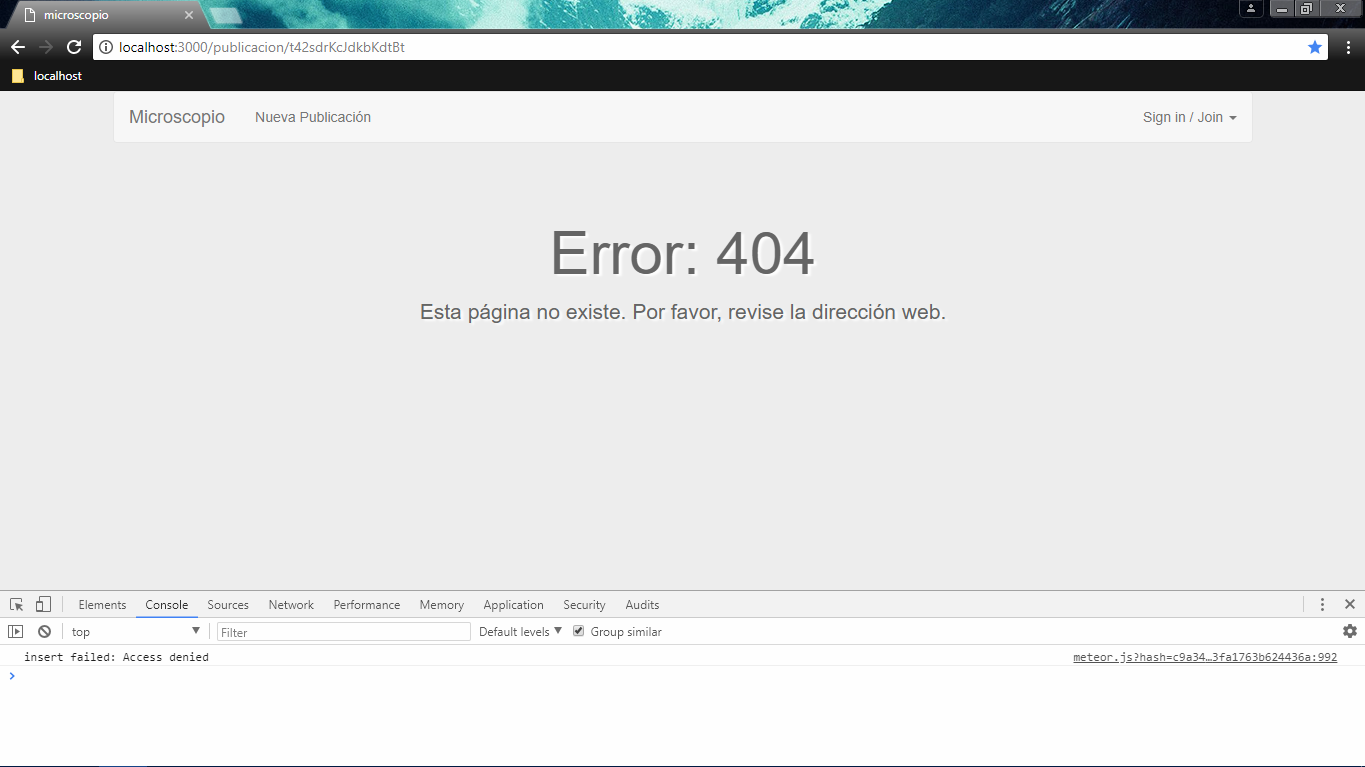 microscopio
localhost:3000/publicacion/t42sdrKcJdkbKdtBt
localhost
Microscopio Nueva Publicación Sign in / Join
Error: 404
Esta página no existe. Por favor, revise la dirección web.
Elements Console Sources Network Performance Memory Application Security Audits
top Filter Default levels Group similar
insert failed: Access denied meteor.js?hash=c9a34…3fa1763b624436a:992